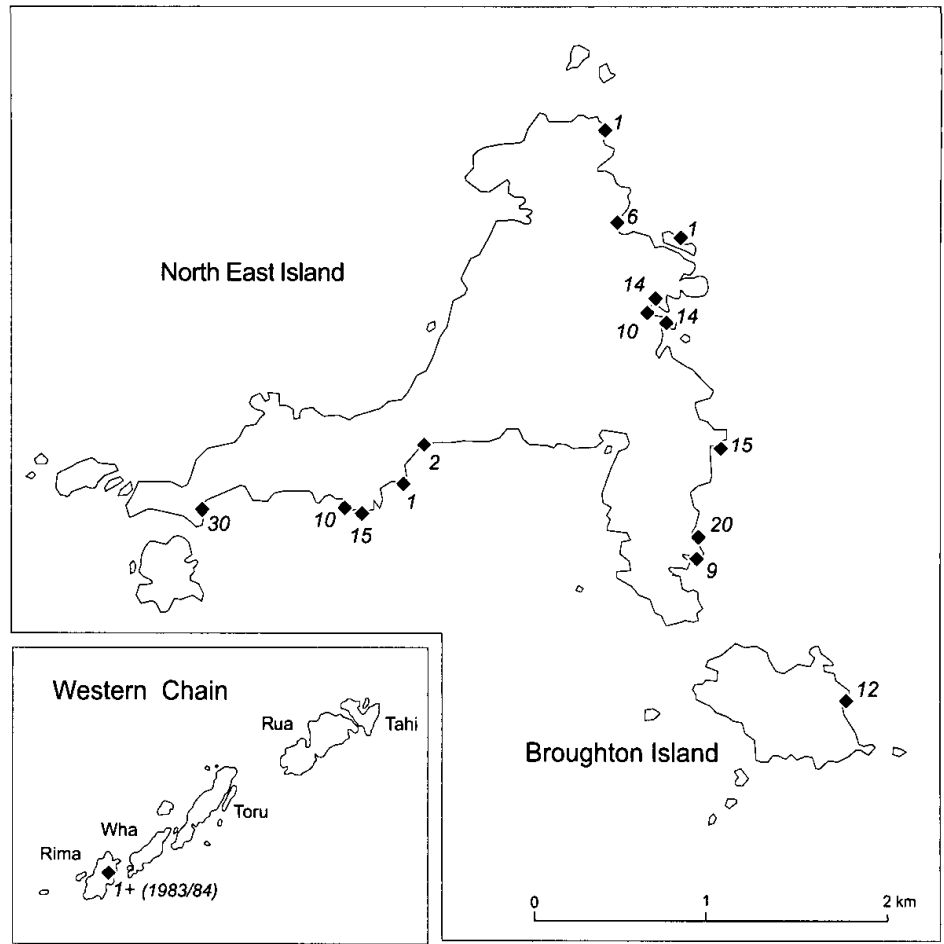 1
6
1
North East Island
14
10
14
15
2
1
30
10
15
20
9
12
Broughton Island
Western Chain
Rua
Tahi
Toru
Wha
Rima
1+ (1983/84)
0 1 2 km